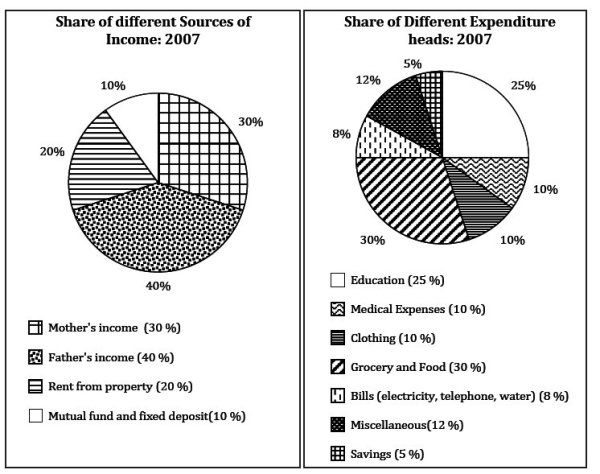 Share of different Sources of
Income: 2007
10%
30%
20%
40%
Mother's income (30 %)
Father's income (40 %)
Rent from property (20 %)
Mutual fund and fixed deposit(10 %)
Share of Different Expenditure
heads: 2007
5%
12%
25%
8%
10%
30%
10%
Education (25 %)
Medical Expenses (10 %)
Clothing (10 %)
Grocery and Food (30 %)
Bills (electricity, telephone, water) (8 %)
Miscellaneous(12 %)
Savings (5 %)